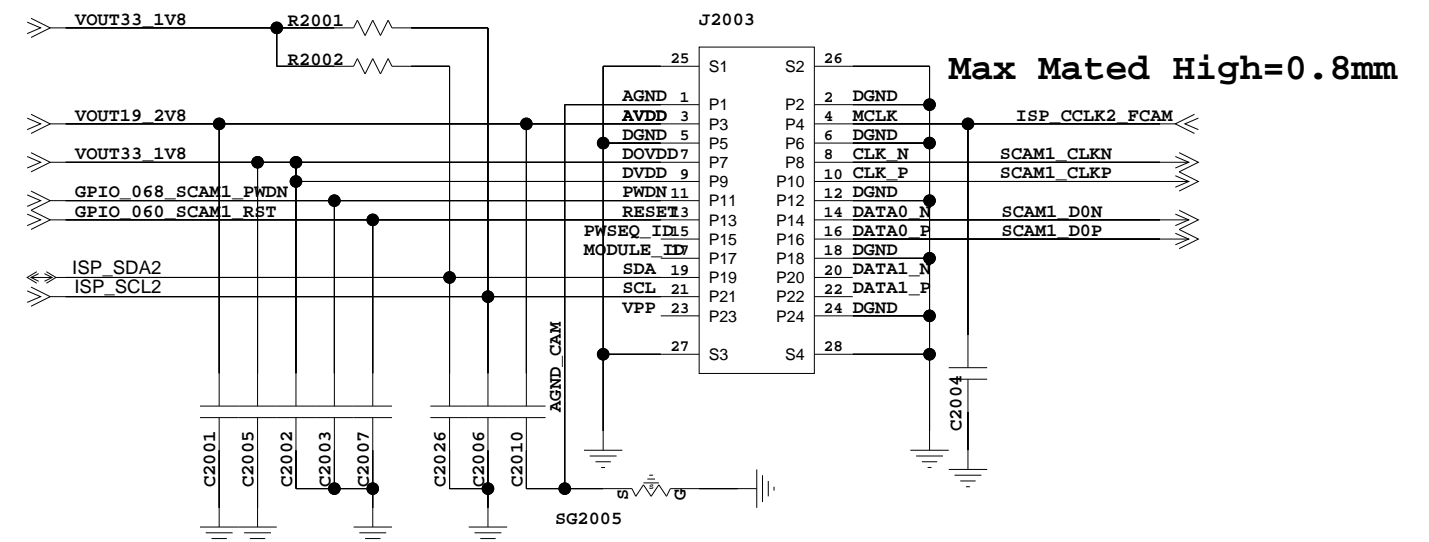 VOUT33_1V8 R2001 J2003
R2002
25 S1 S2 26
Max Mated High=0.8mm
AGND 1 P1 P2 2 DGND
VOUT19_2V8 AVDD 3 P3 P4 4 MCLK ISP_CCLK2_FCAM
DGND 5 P5 P6 6 DGND
VOUT33_1V8 DOVDD 7 P7 P8 8 CLK_N SCAM1_CLKN
DVDD 9 P9 P10 10 CLK_P SCAM1_CLKP
GPIO_068_SCAM1_PWDN PWDN 11 P11 P12 12 DGND
GPIO_060_SCAM1_RST RESET 13 P13 P14 14 DATA0_N SCAM1_D0N
PWSEQ_ID 15 P15 P16 16 DATA0_P SCAM1_D0P
MODULE_ID 17 P17 P18 18 DGND
ISP_SDA2 SDA 19 P19 P20 20 DATA1_N
ISP_SCL2 SCL 21 P21 P22 22 DATA1_P
VPP 23 P23 P24 24 DGND
27 S3 S4 28
AGND_CAM
C2004
C2001 C2005 C2002 C2003 C2007 C2026 C2006 C2010
S S G
SG2005